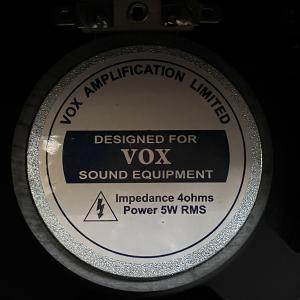 VOX AMPLIFICATION LIMITED
DESIGNED FOR
VOX
SOUND EQUIPMENT
Impedance 4ohms
Power 5W RMS